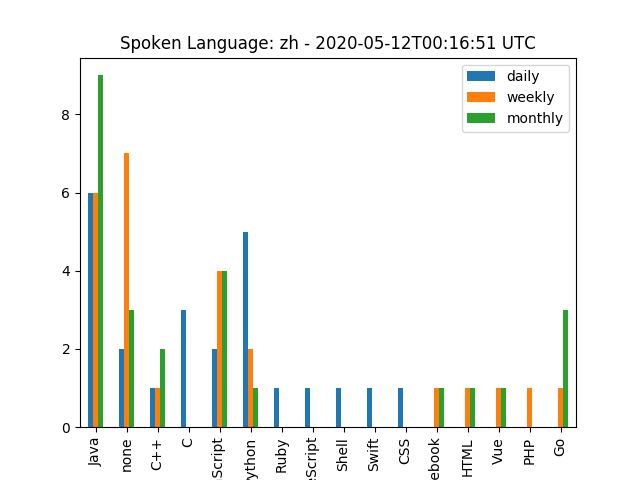 Spoken Language: zh - 2020-05-12T00:16:51 UTC
daily
weekly
monthly
8
6
4
2
0
Java
none
C++
C
Script
ython
Ruby
eScript
Shell
Swift
CSS
ebook
HTML
Vue
PHP
Go